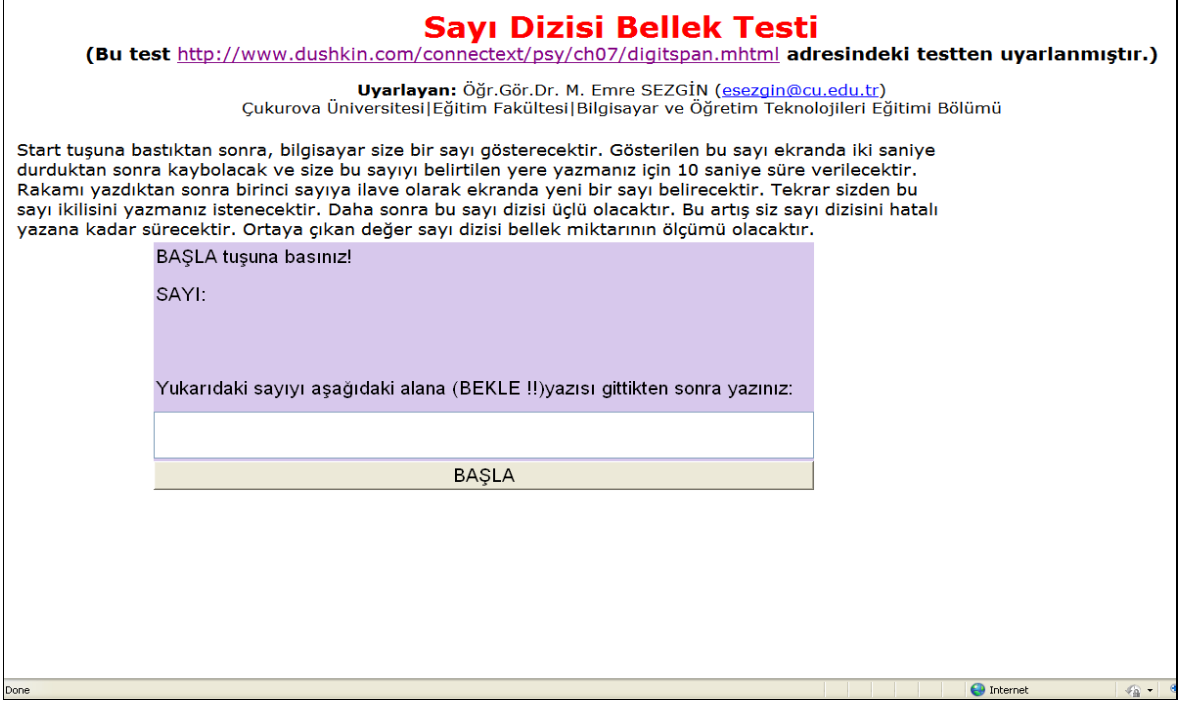 Sayı Dizisi Bellek Testi
(Bu test http://www.dushkin.com/connectext/psy/ch07/digitspan.mhtml adresindeki testten uyarlanmıştır.)
Uyarlayan: Öğr.Gör.Dr. M. Emre SEZGİN (esezgin@cu.edu.tr)
Çukurova Üniversitesi|Eğitim Fakültesi|Bilgisayar ve Öğretim Teknolojileri Eğitimi Bölümü
Start tuşuna bastıktan sonra, bilgisayar size bir sayı gösterecektir. Gösterilen bu sayı ekranda iki saniye
durduktan sonra kaybolacak ve size bu sayıyı belirtilen yere yazmanız için 10 saniye süre verilecektir.
Rakamı yazdıktan sonra birinci sayıya ilave olarak ekranda yeni bir sayı belirecektir. Tekrar sizden bu
sayı ikilisini yazmanız istenecektir. Daha sonra bu sayı dizisi üçlü olacaktır. Bu artış siz sayı dizisini hatalı
yazana kadar sürecektir. Ortaya çıkan değer sayı dizisi bellek miktarının ölçümü olacaktır.
BAŞLA tuşuna basınız!
SAYI:
Yukarıdaki sayıyı aşağıdaki alana (BEKLE !!)yazısı gittikten sonra yazınız:
BAŞLA
Done
Internet